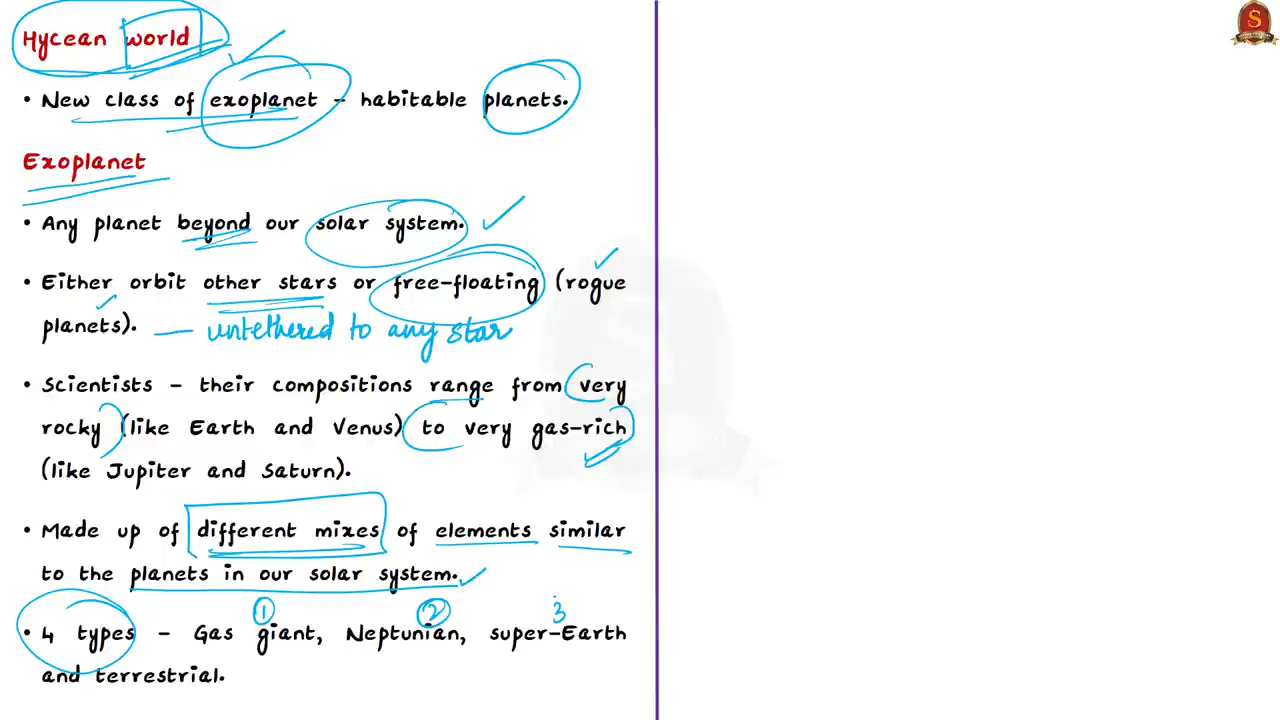 Hycean world
• New class of exoplanet - habitable planets.
Exoplanet
• Any planet beyond our solar system.
• Either orbit other stars or free-floating (rogue
planets). — untethered to any star
• Scientists - their compositions range from very
rocky (like Earth and Venus) to very gas-rich
(like Jupiter and Saturn).
• Made up of different mixes of elements similar
to the planets in our solar system.
1 2 3
• 4 types - Gas giant, Neptunian, super-Earth
and terrestrial.
S